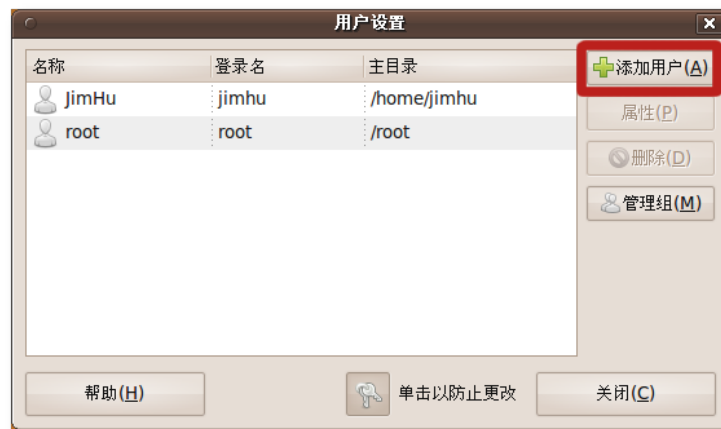 用户设置
名称 登录名 主目录
JimHu jimhu /home/jimhu
root root /root
添加用户(A)
属性(P)
删除(D)
管理组(M)
帮助(H) 单击以防止更改 关闭(C)